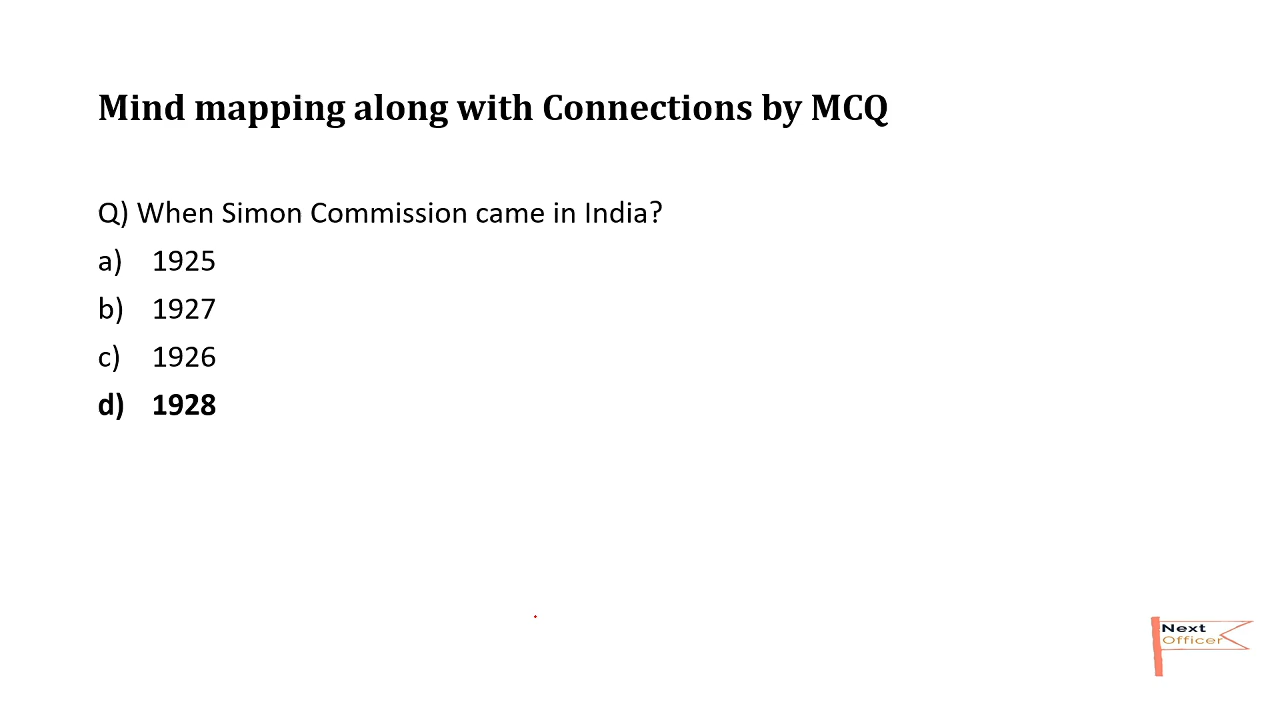 Mind mapping along with Connections by MCQ
Q) When Simon Commission came in India?
a) 1925
b) 1927
c) 1926
d) 1928
Next
Officer